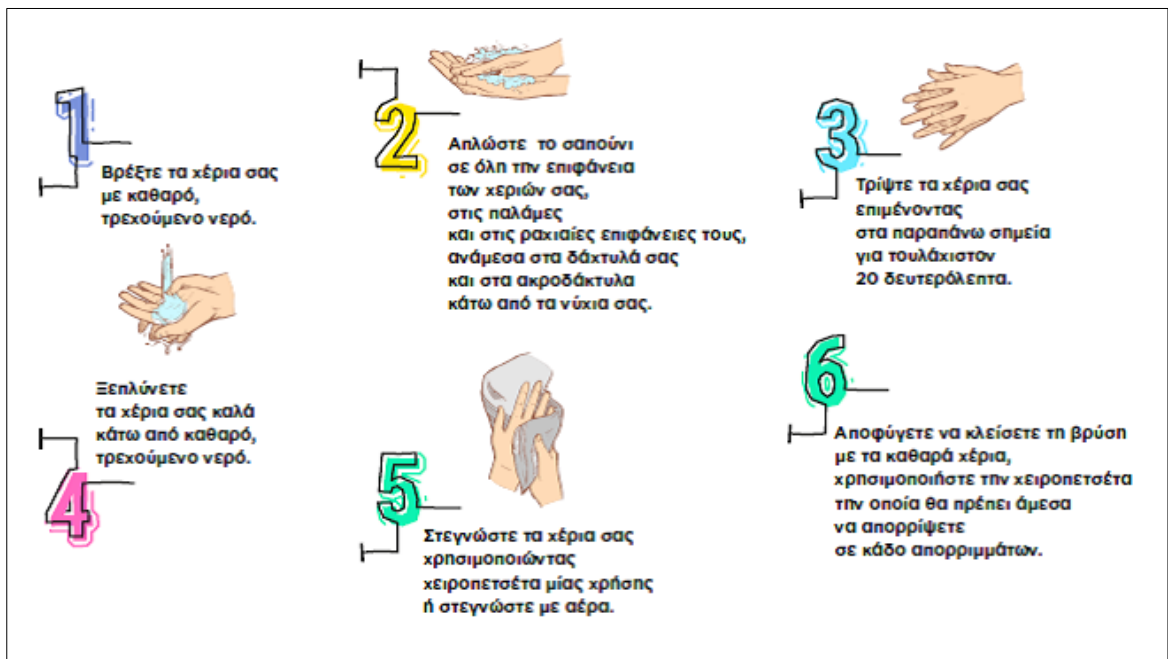 1
Βρέξτε τα χέρια σας
με καθαρό,
τρεχούμενο νερό.
2
Απλώστε το σαπούνι
σε όλη την επιφάνεια
των χεριών σας,
στις παλάμες
και στις ραχιαίες επιφάνειες τους,
ανάμεσα στα δάχτυλά σας
και στα ακροδάκτυλα
κάτω από τα νύχια σας.
3
Τρίψτε τα χέρια σας
επιμένοντας
στα παραπάνω σημεία
για τουλάχιστον
20 δευτερόλεπτα.
4
Ξεπλύνετε
τα χέρια σας καλά
κάτω από καθαρό,
τρεχούμενο νερό.
5
Στεγνώστε τα χέρια σας
χρησιμοποιώντας
χειροπετσέτα μίας χρήσης
ή στεγνώστε με αέρα.
6
Αποφύγετε να κλείσετε τη βρύση
με τα καθαρά χέρια,
χρησιμοποιήστε την χειροπετσέτα
την οποία θα πρέπει άμεσα
να απορρίψετε
σε κάδο απορριμμάτων.